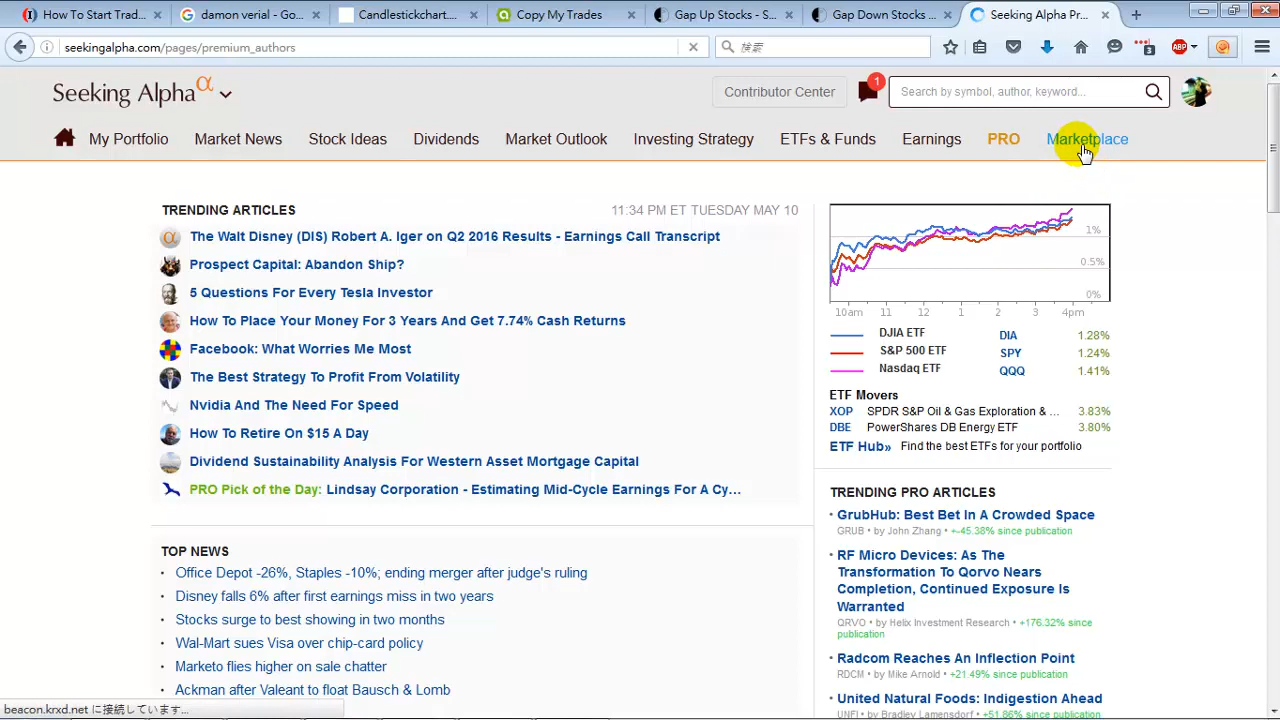 How To Start Trad...
damon verial - Go...
Candlestickchart....
Copy My Trades
Gap Up Stocks - S...
Gap Down Stocks ...
Seeking Alpha Pr...
seekingalpha.com/pages/premium_authors
検索
3
ABP
Seeking Alpha α
Contributor Center
1
Search by symbol, author, keyword...
My Portfolio
Market News
Stock Ideas
Dividends
Market Outlook
Investing Strategy
ETFs & Funds
Earnings
PRO
Marketplace
TRENDING ARTICLES
11:34 PM ET TUESDAY MAY 10
The Walt Disney (DIS) Robert A. Iger on Q2 2016 Results - Earnings Call Transcript
Prospect Capital: Abandon Ship?
5 Questions For Every Tesla Investor
How To Place Your Money For 3 Years And Get 7.74% Cash Returns
Facebook: What Worries Me Most
The Best Strategy To Profit From Volatility
Nvidia And The Need For Speed
How To Retire On $15 A Day
Dividend Sustainability Analysis For Western Asset Mortgage Capital
PRO Pick of the Day: Lindsay Corporation - Estimating Mid-Cycle Earnings For A Cy...
TOP NEWS
Office Depot -26%, Staples -10%; ending merger after judge's ruling
Disney falls 6% after first earnings miss in two years
Stocks surge to best showing in two months
Wal-Mart sues Visa over chip-card policy
Marketo flies higher on sale chatter
Ackman after Valeant to float Bausch & Lomb
1%
0.5%
0%
10am 11 12 1 2 3 4pm
DJIA ETF DIA 1.28%
S&P 500 ETF SPY 1.24%
Nasdaq ETF QQQ 1.41%
ETF Movers
XOP SPDR S&P Oil & Gas Exploration & ... 3.83%
DBE PowerShares DB Energy ETF 3.80%
ETF Hub» Find the best ETFs for your portfolio
TRENDING PRO ARTICLES
GrubHub: Best Bet In A Crowded Space
GRUB • by John Zhang • +-45.38% since publication
RF Micro Devices: As The
Transformation To Qorvo Nears
Completion, Continued Exposure Is
Warranted
QRVO • by Helix Investment Research • +176.32% since
publication
Radcom Reaches An Inflection Point
RDCM • by Mike Arnold • +21.49% since publication
United Natural Foods: Indigestion Ahead
UNFI • by Bradley Lamensdorf • +51.86% since publication
beacon.krxd.net に接続しています...